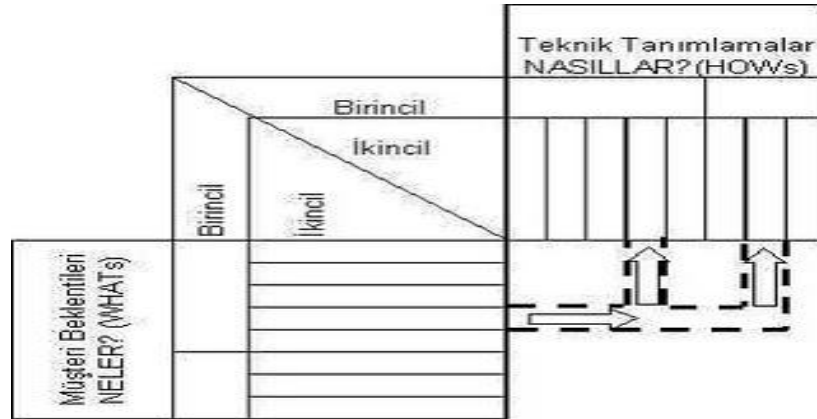 Teknik Tanımlamalar
NASILLAR? (HOWs)
Birincil
İkincil
Birincil
İkincil
Müşteri Beklentileri
NELER? (WHATs)